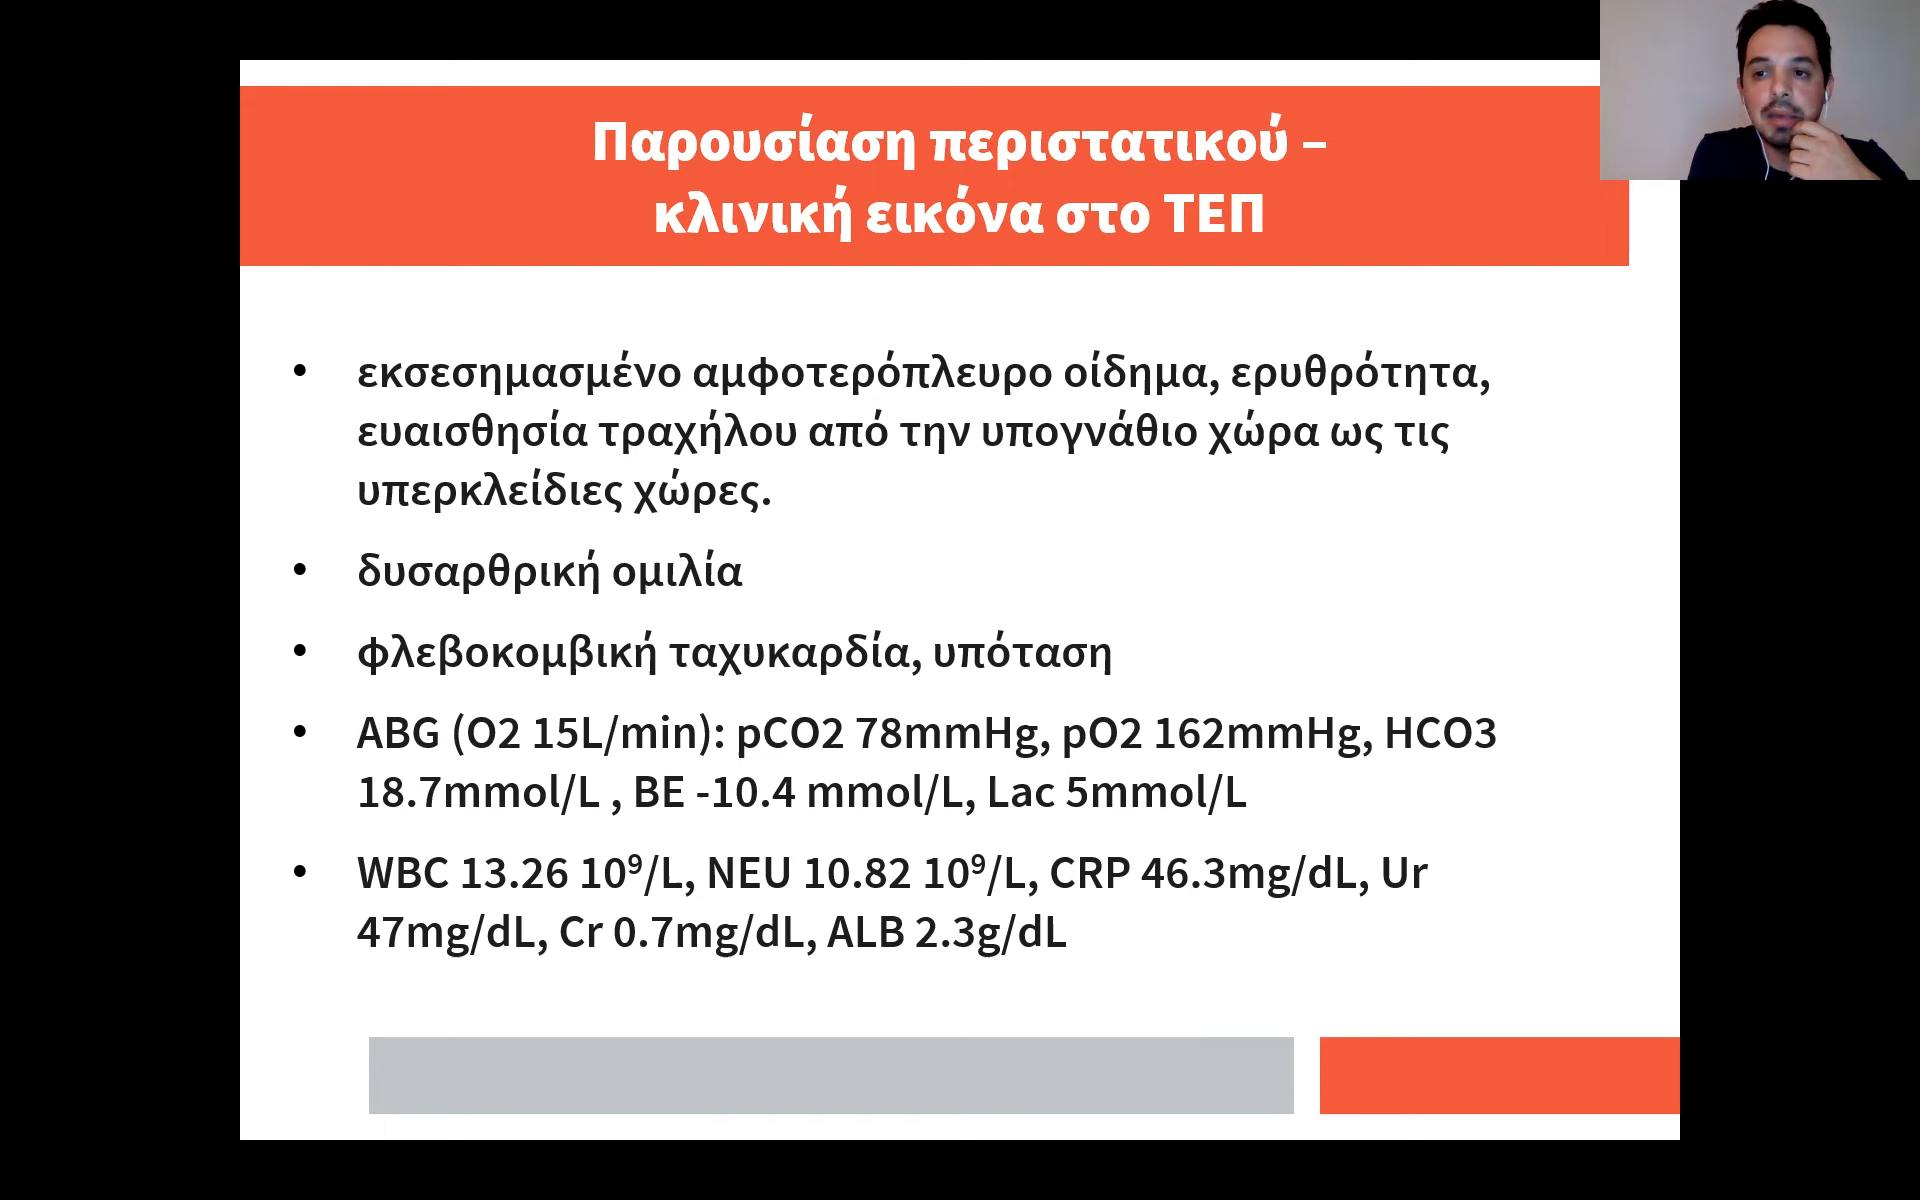 Παρουσίαση περιστατικού –
κλινική εικόνα στο ΤΕΠ
• εκσεσημασμένο αμφοτερόπλευρο οίδημα, ερυθρότητα,
ευαισθησία τραχήλου από την υπογνάθιο χώρα ως τις
υπερκλείδιες χώρες.
• δυσαρθρική ομιλία
• φλεβοκομβική ταχυκαρδία, υπόταση
• ABG (O2 15L/min): pCO2 78mmHg, pO2 162mmHg, HCO3
18.7mmol/L , BE -10.4 mmol/L, Lac 5mmol/L
• WBC 13.26 10⁹/L, NEU 10.82 10⁹/L, CRP 46.3mg/dL, Ur
47mg/dL, Cr 0.7mg/dL, ALB 2.3g/dL